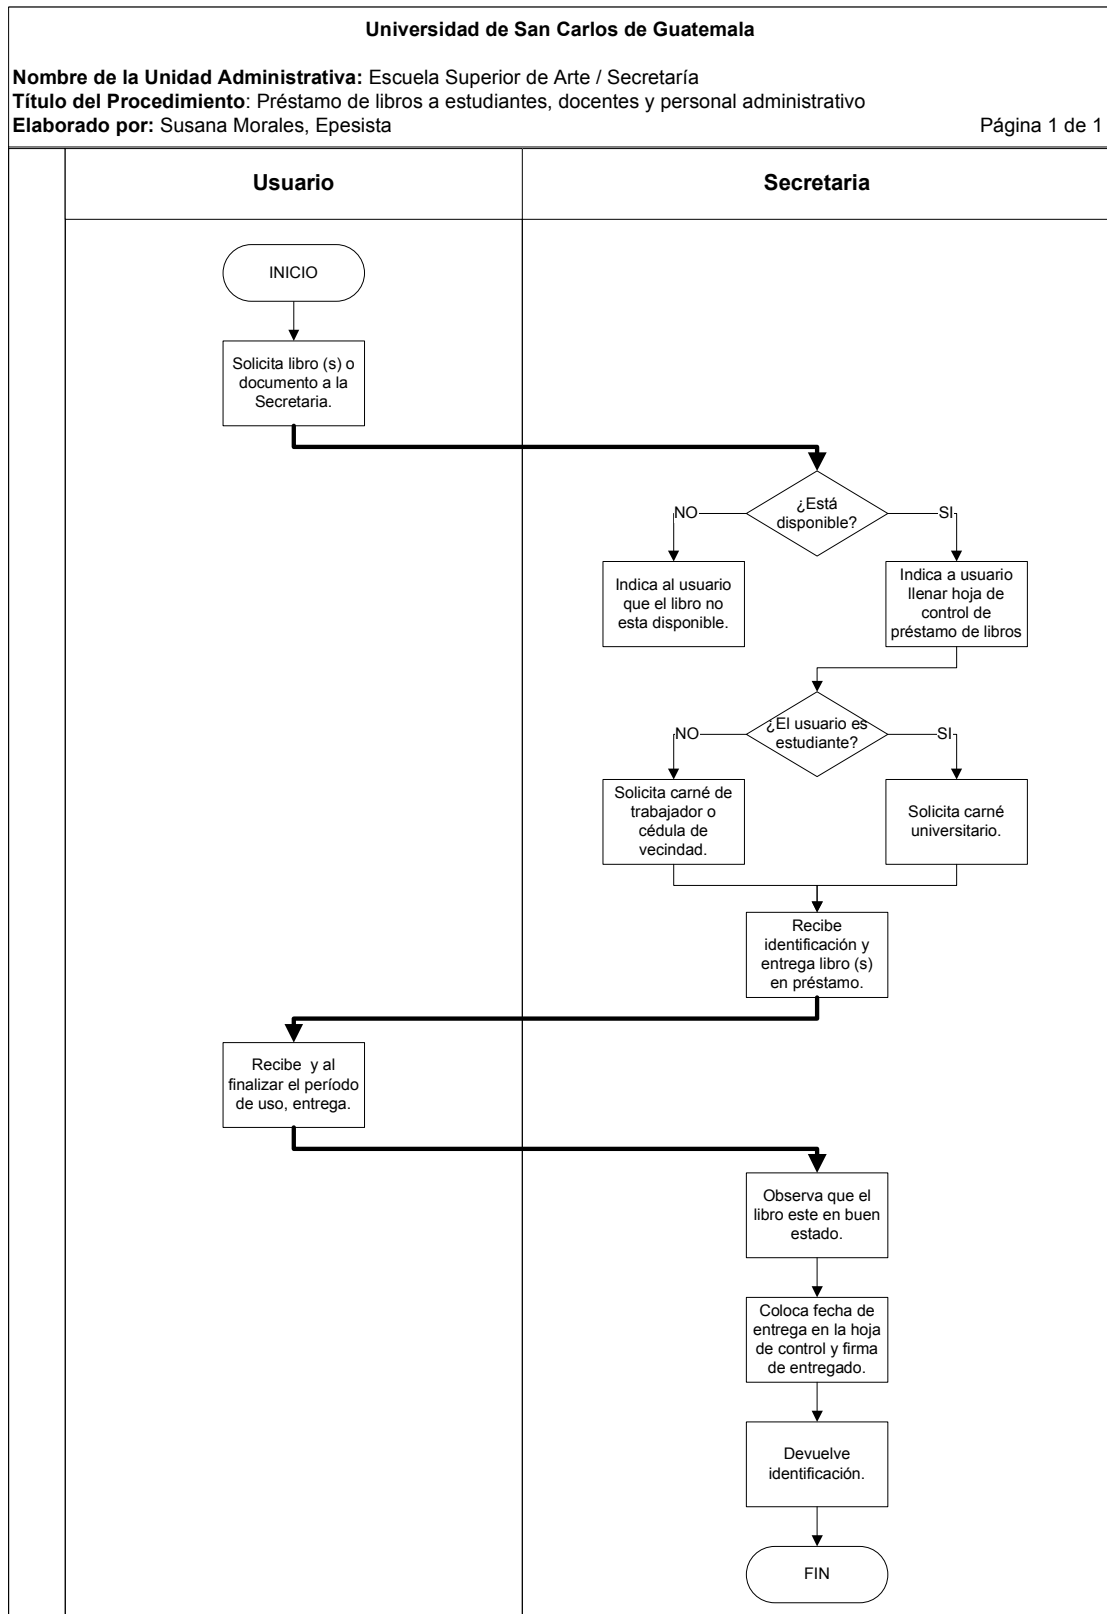 Universidad de San Carlos de Guatemala
Nombre de la Unidad Administrativa: Escuela Superior de Arte / Secretaría
Título del Procedimiento: Préstamo de libros a estudiantes, docentes y personal administrativo
Elaborado por: Susana Morales, Epesista
Página 1 de 1
Usuario
Secretaria
INICIO
Solicita libro (s) o
documento a la
Secretaria.
¿Está
disponible?
NO
SI
Indica al usuario
que el libro no
esta disponible.
Indica a usuario
llenar hoja de
control de
préstamo de libros
¿El usuario es
estudiante?
NO
SI
Solicita carné de
trabajador o
cédula de
vecindad.
Solicita carné
universitario.
Recibe
identificación y
entrega libro (s)
en préstamo.
Recibe  y al
finalizar el período
de uso, entrega.
Observa que el
libro este en buen
estado.
Coloca fecha de
entrega en la hoja
de control y firma
de entregado.
Devuelve
identificación.
FIN